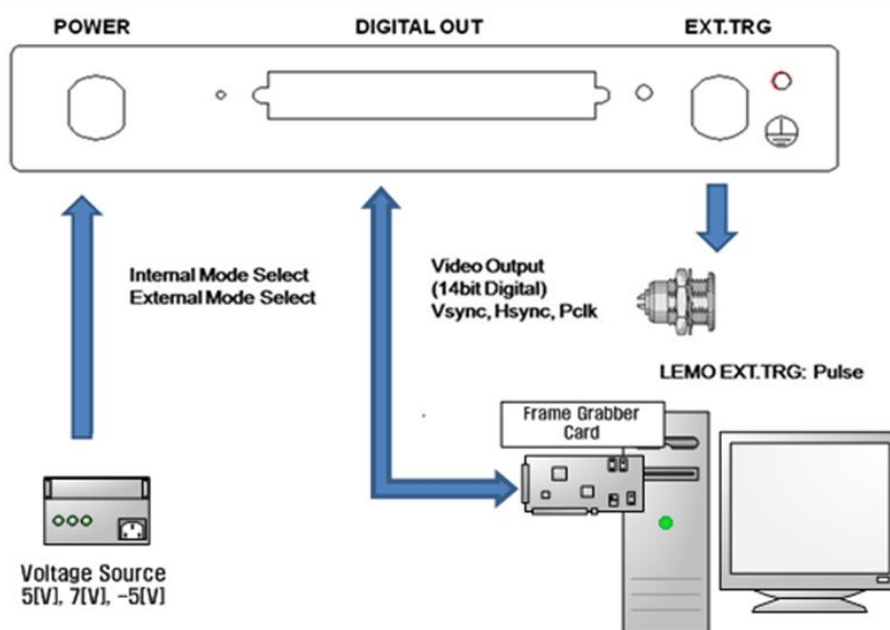 POWER
DIGITAL OUT
EXT.TRG
Internal Mode Select
External Mode Select
Video Output
(14bit Digital)
Vsync, Hsync, Pclk
LEMO EXT.TRG: Pulse
Frame Grabber
Card
Voltage Source
5[V], 7[V], -5[V]